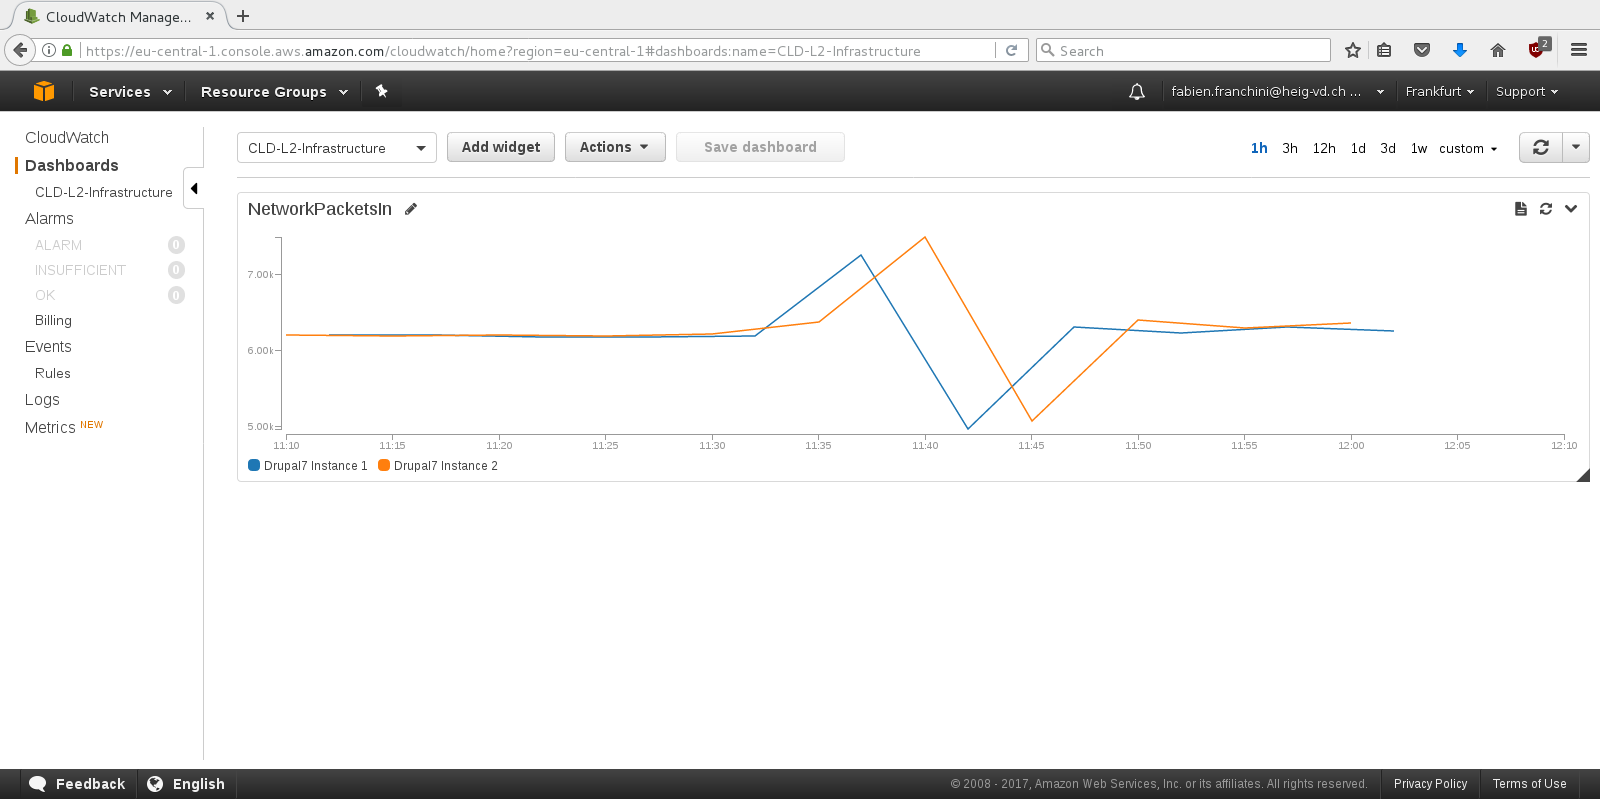 CloudWatch Manage...
https://eu-central-1.console.aws.amazon.com/cloudwatch/home?region=eu-central-1#dashboards:name=CLD-L2-Infrastructure
Search
2
Services
Resource Groups
fabien.franchini@heig-vd.ch ...
Frankfurt
Support
CloudWatch
Dashboards
CLD-L2-Infrastructure
Alarms
ALARM 0
INSUFFICIENT 0
OK 0
Billing
Events
Rules
Logs
Metrics NEW
CLD-L2-Infrastructure
Add widget
Actions
Save dashboard
1h 3h 12h 1d 3d 1w custom
NetworkPacketsIn
7.00k
6.00k
5.00k
11:10 11:15 11:20 11:25 11:30 11:35 11:40 11:45 11:50 11:55 12:00 12:05 12:10
Drupal7 Instance 1 Drupal7 Instance 2
Feedback
English
© 2008 - 2017, Amazon Web Services, Inc. or its affiliates. All rights reserved.
Privacy Policy
Terms of Use